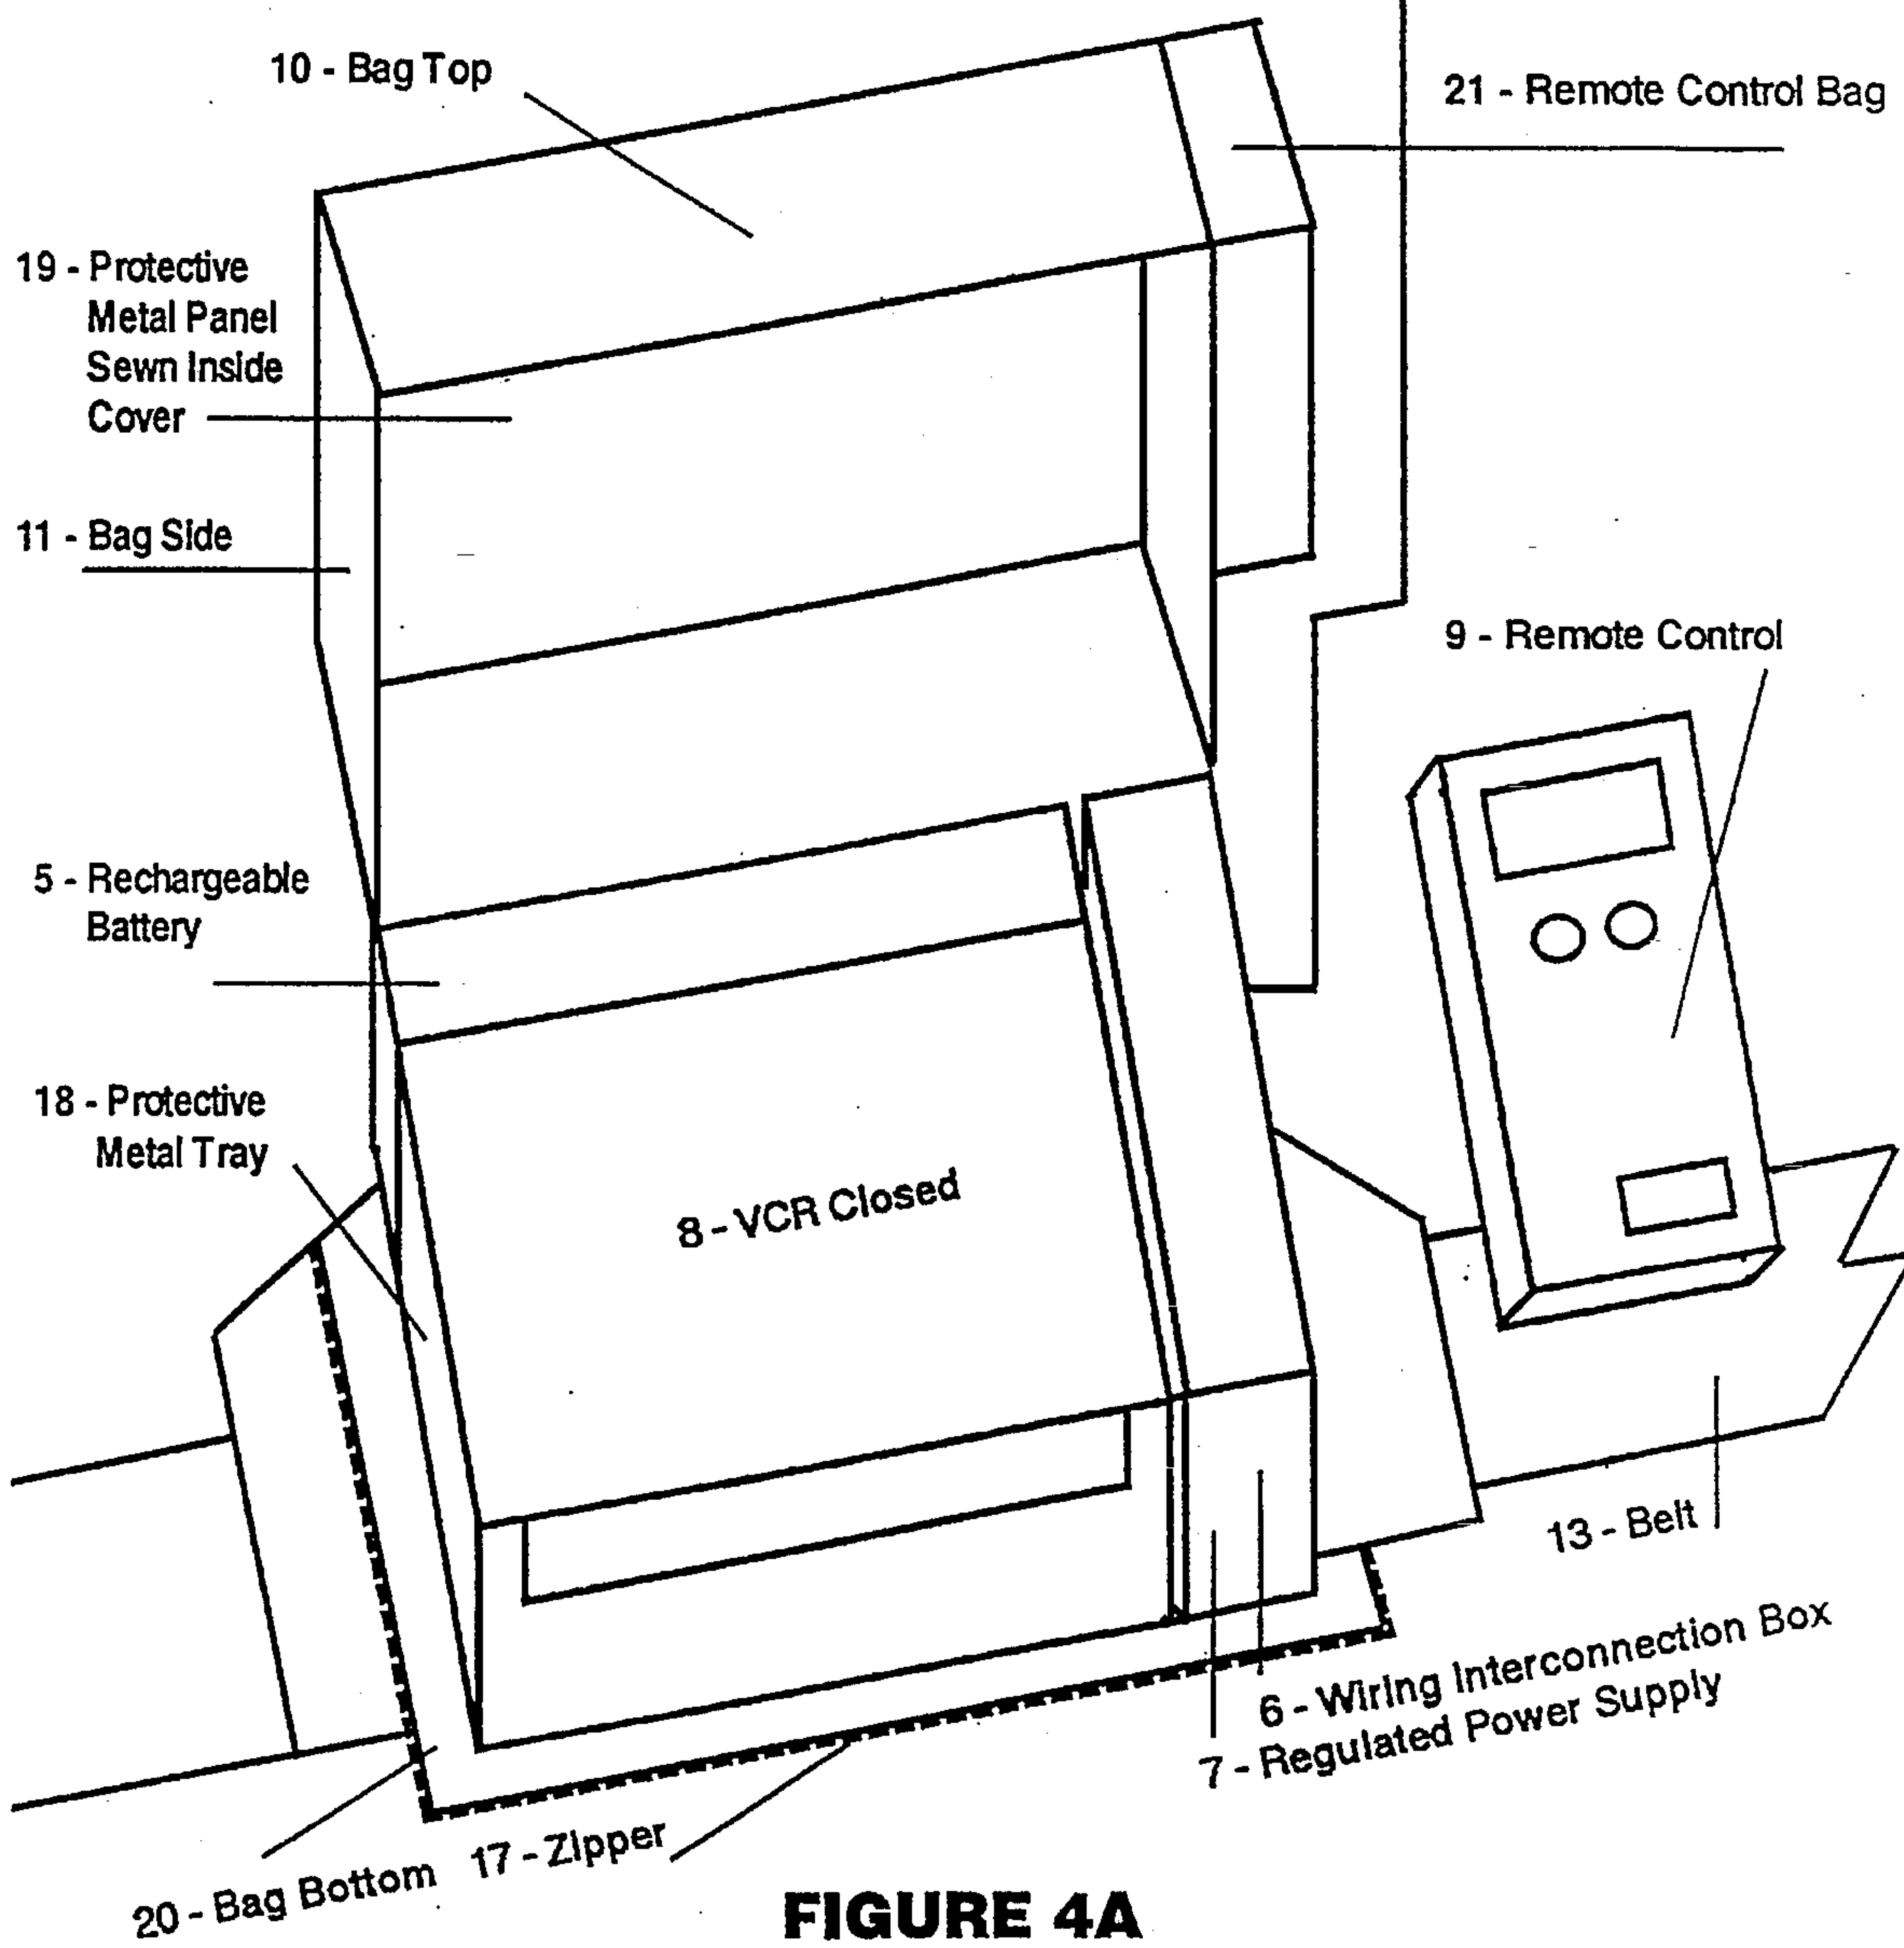 10 - Bag Top
21 - Remote Control Bag
19 - Protective
Metal Panel
Sewn Inside
Cover
11 - Bag Side
9 - Remote Control
5 - Rechargeable
Battery
18 - Protective
Metal Tray
8 - VCR Closed
13 - Belt
6 - Wiring Interconnection Box
7 - Regulated Power Supply
17 - Zipper
20 - Bag Bottom
FIGURE 4A